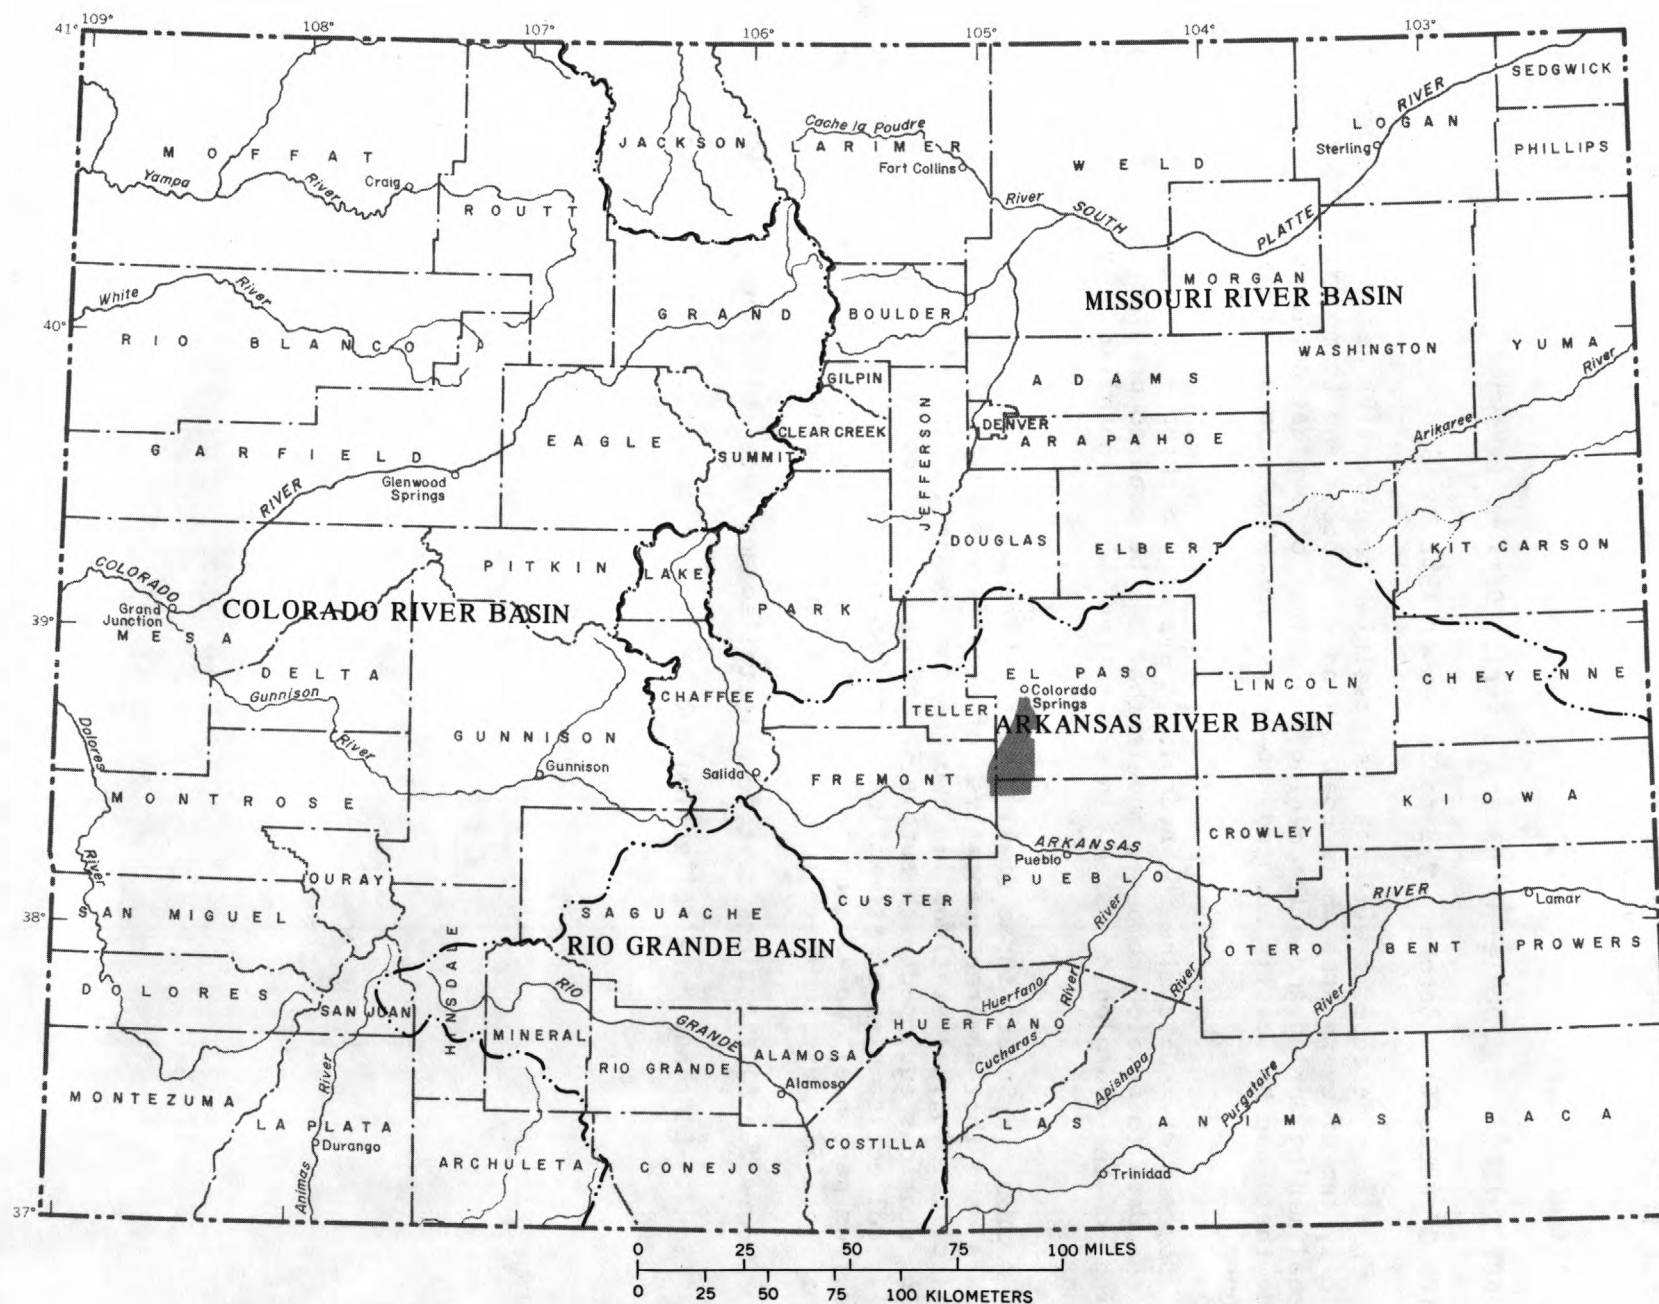 41° 109° 108° 107° 106° 105° 104° 103°
SEDGWICK
RIVER
LOGAN
Sterling
PHILLIPS
JACKSON
Cache la Poudre
LARIMER
Fort Collins
WELD
MOFFAT
Yampa
River
Craig
ROUTT
River
SOUTH
PLATTE
MORGAN
MISSOURI RIVER BASIN
White
River
40°
RIO BLANCO
GRAND
BOULDER
WASHINGTON
YUMA
River
GILPIN
ADAMS
JEFFERSON
DENVER
ARAPAHOE
Arikaree
CLEAR CREEK
EAGLE
SUMMIT
GARFIELD
Glenwood
Springs
RIVER
DOUGLAS
ELBERT
KIT CARSON
PITKIN
LAKE
COLORADO
COLORADO RIVER BASIN
Grand
Junction
MESA
39°
PARK
DELTA
Gunnison
EL PASO
Colorado
Springs
LINCOLN
CHEYENNE
CHAFFEE
TELLER
ARKANSAS RIVER BASIN
Dolores
River
GUNNISON
Gunnison
Salida
FREMONT
MONTROSE
KIOWA
CROWLEY
ARKANSAS
Pueblo
PUEBLO
River
OURAY
SAN MIGUEL
38°
SAGUACHE
CUSTER
River
RIVER
Lamar
RIO GRANDE BASIN
HINSDALE
OTERO
BENT
PROWERS
DOLORES
SAN JUAN
RIO
Huerfano
River
River
River
MINERAL
GRANDE
HUERFANO
ALAMOSA
RIO GRANDE
Cucharas
Apishapa
Purgatoire
MONTEZUMA
River
Alamosa
LA PLATA
Durango
LAS ANIMAS
BACA
COSTILLA
ARCHULETA
CONEJOS
Trinidad
Animas
37°
0 25 50 75 100 MILES
0 25 50 75 100 KILOMETERS